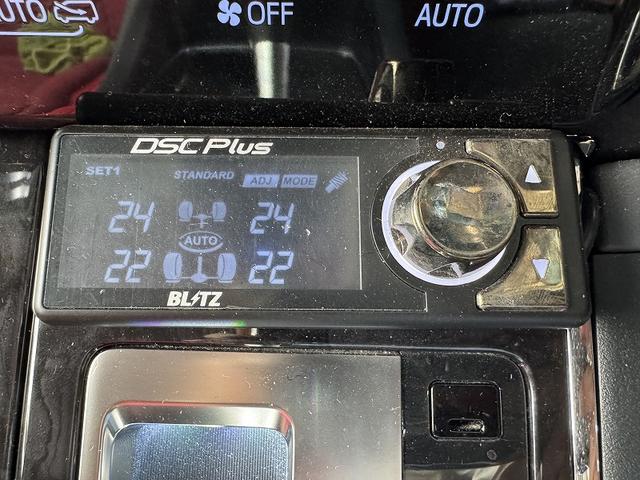 AUTO
OFF
AUTO
DSC Plus
SET1
STANDARD
ADJ
MODE
24
24
AUTO
22
22
BLITZ